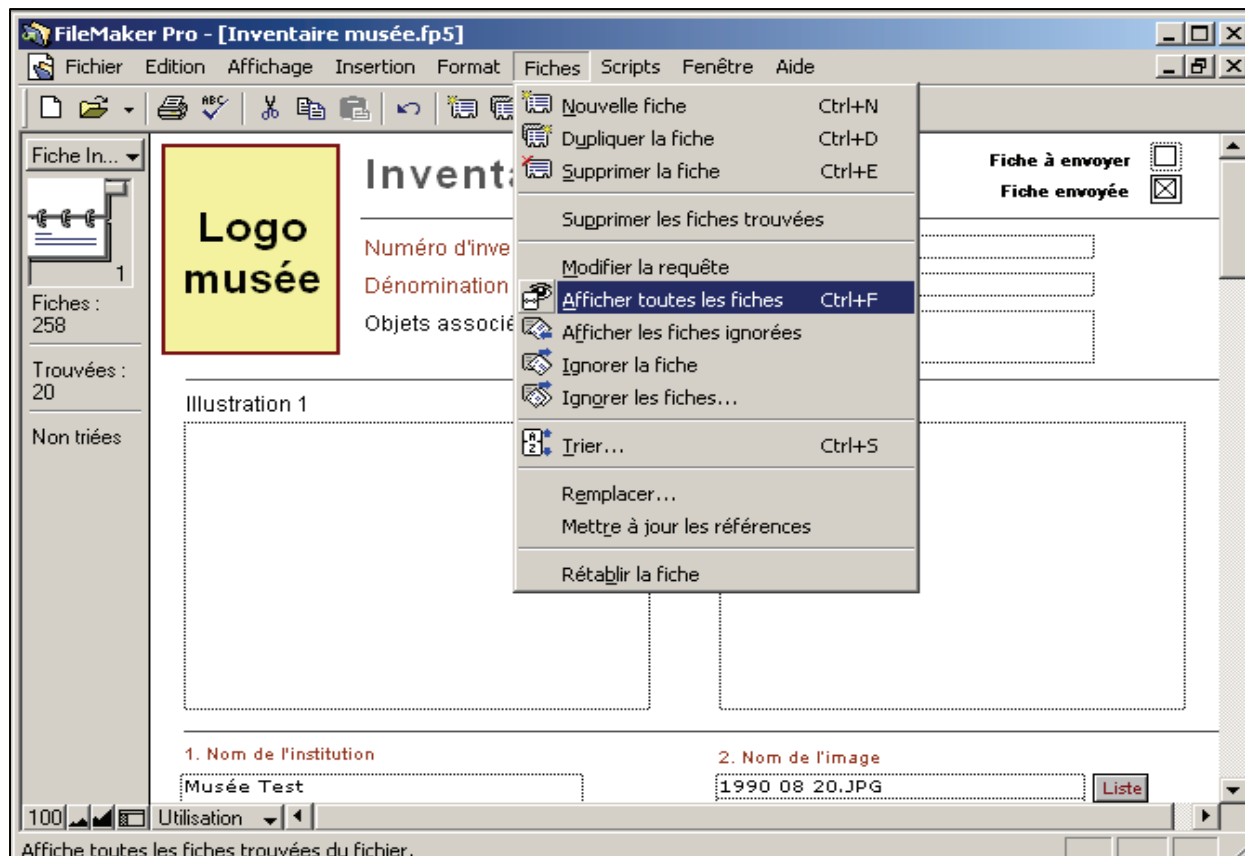 FileMaker Pro - [Inventaire musée.fp5]
Fichier Edition Affichage Insertion Format Fiches Scripts Fenêtre Aide
ABC
Fiche In...
1
Fiches :
258
Trouvées :
20
Non triées
Logo
musée
Inventa
Numéro d'inve
Dénomination
Objets associé
Nouvelle fiche Ctrl+N
Dupliquer la fiche Ctrl+D
Supprimer la fiche Ctrl+E
Supprimer les fiches trouvées
Modifier la requête
Afficher toutes les fiches Ctrl+F
Afficher les fiches ignorées
Ignorer la fiche
Ignorer les fiches...
Trier... Ctrl+S
Remplacer...
Mettre à jour les références
Rétablir la fiche
Fiche à envoyer
Fiche envoyée
Illustration 1
1. Nom de l'institution
Musée Test
2. Nom de l'image
1990 08 20.JPG Liste
100 Utilisation
Affiche toutes les fiches trouvées du fichier.